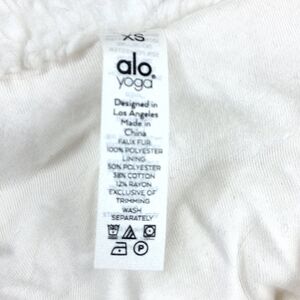 XS
alo
yoga
Designed in
Los Angeles
Made in
China
FAUX FUR
100% POLYESTER
LINING
50% POLYESTER
38% COTTON
12% RAYON
EXCLUSIVE OF
TRIMMING
WASH
SEPARATELY
P